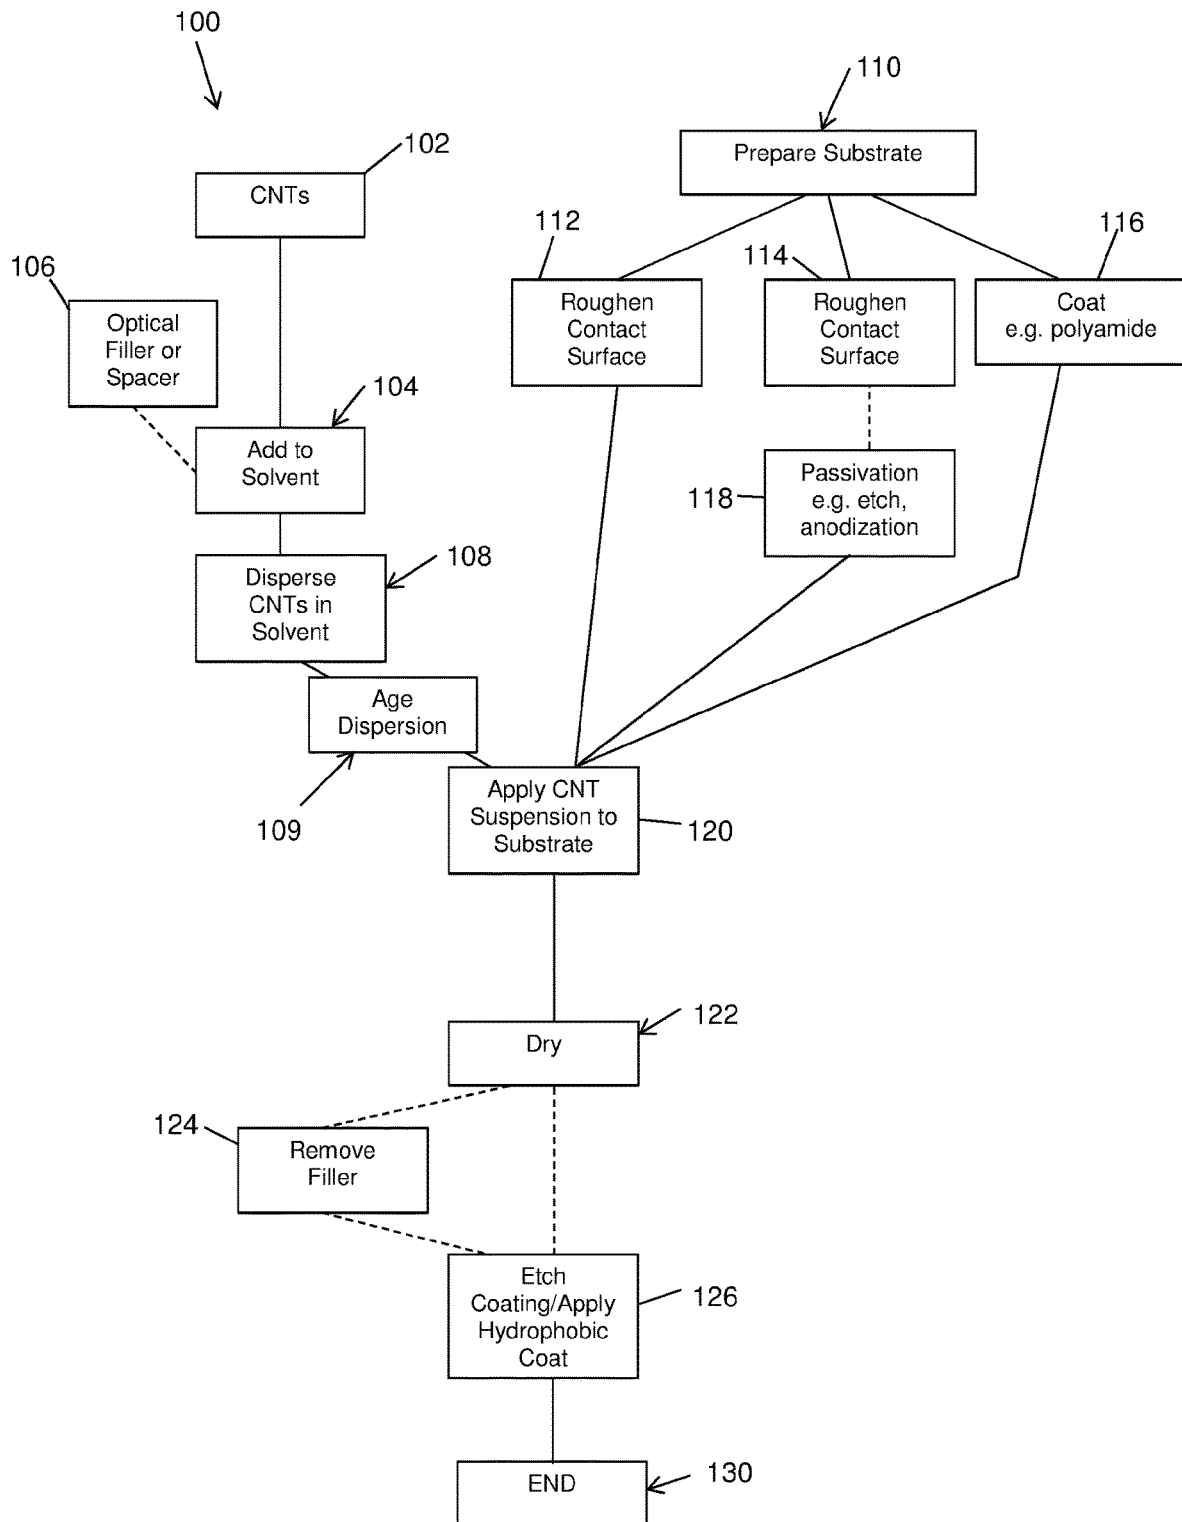 100
110
102
Prepare Substrate
CNTs
112
116
114
106
Optical
Filler or
Spacer
Roughen
Contact
Surface
Roughen
Contact
Surface
Coat
e.g. polyamide
104
Add to
Solvent
Passivation
e.g. etch,
anodization
118
108
Disperse
CNTs in
Solvent
Age
Dispersion
109
Apply CNT
Suspension to
Substrate
120
122
Dry
124
Remove
Filler
Etch
Coating/Apply
Hydrophobic
Coat
126
END
130